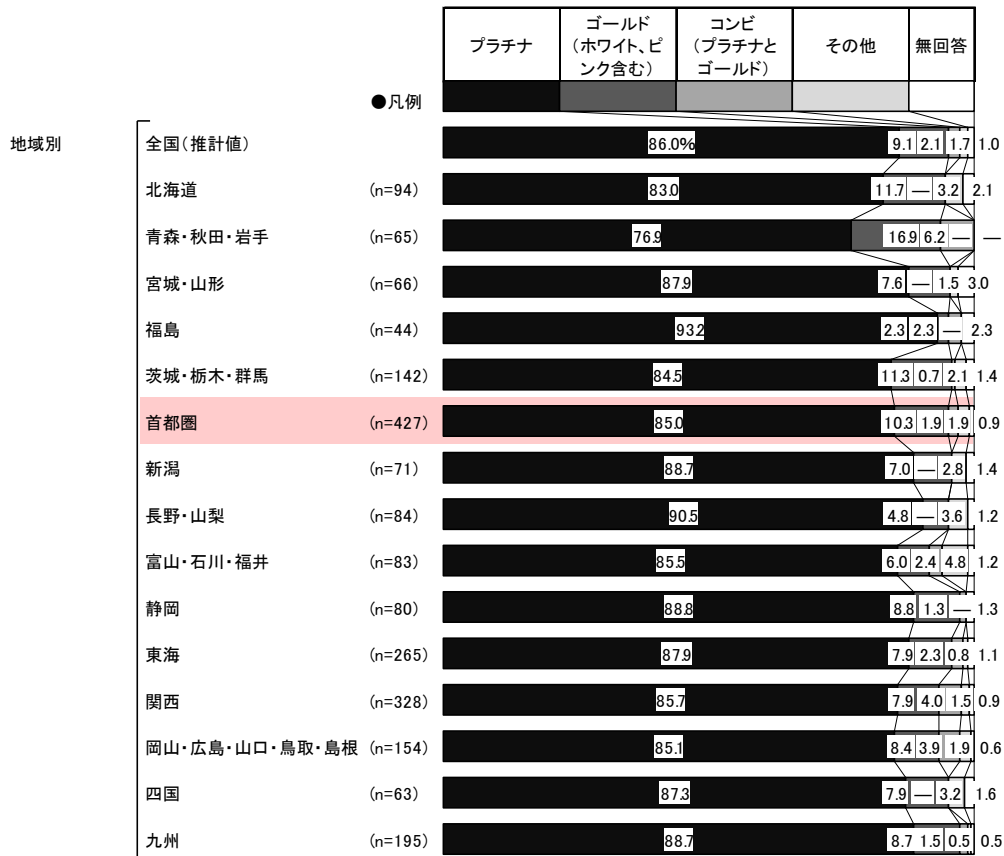 プラチナ
ゴールド
(ホワイト、ピ
ンク含む)
コンビ
(プラチナと
ゴールド)
その他
無回答
●凡例
地域別
全国(推計値) 86.0% 9.1 2.1 1.7 1.0
北海道 (n=94) 83.0 11.7 — 3.2 2.1
青森・秋田・岩手 (n=65) 76.9 16.9 6.2 — —
宮城・山形 (n=66) 87.9 7.6 — 1.5 3.0
福島 (n=44) 93.2 2.3 2.3 — 2.3
茨城・栃木・群馬 (n=142) 84.5 11.3 0.7 2.1 1.4
首都圏 (n=427) 85.0 10.3 1.9 1.9 0.9
新潟 (n=71) 88.7 7.0 — 2.8 1.4
長野・山梨 (n=84) 90.5 4.8 — 3.6 1.2
富山・石川・福井 (n=83) 85.5 6.0 2.4 4.8 1.2
静岡 (n=80) 88.8 8.8 1.3 — 1.3
東海 (n=265) 87.9 7.9 2.3 0.8 1.1
関西 (n=328) 85.7 7.9 4.0 1.5 0.9
岡山・広島・山口・鳥取・島根 (n=154) 85.1 8.4 3.9 1.9 0.6
四国 (n=63) 87.3 7.9 — 3.2 1.6
九州 (n=195) 88.7 8.7 1.5 0.5 0.5